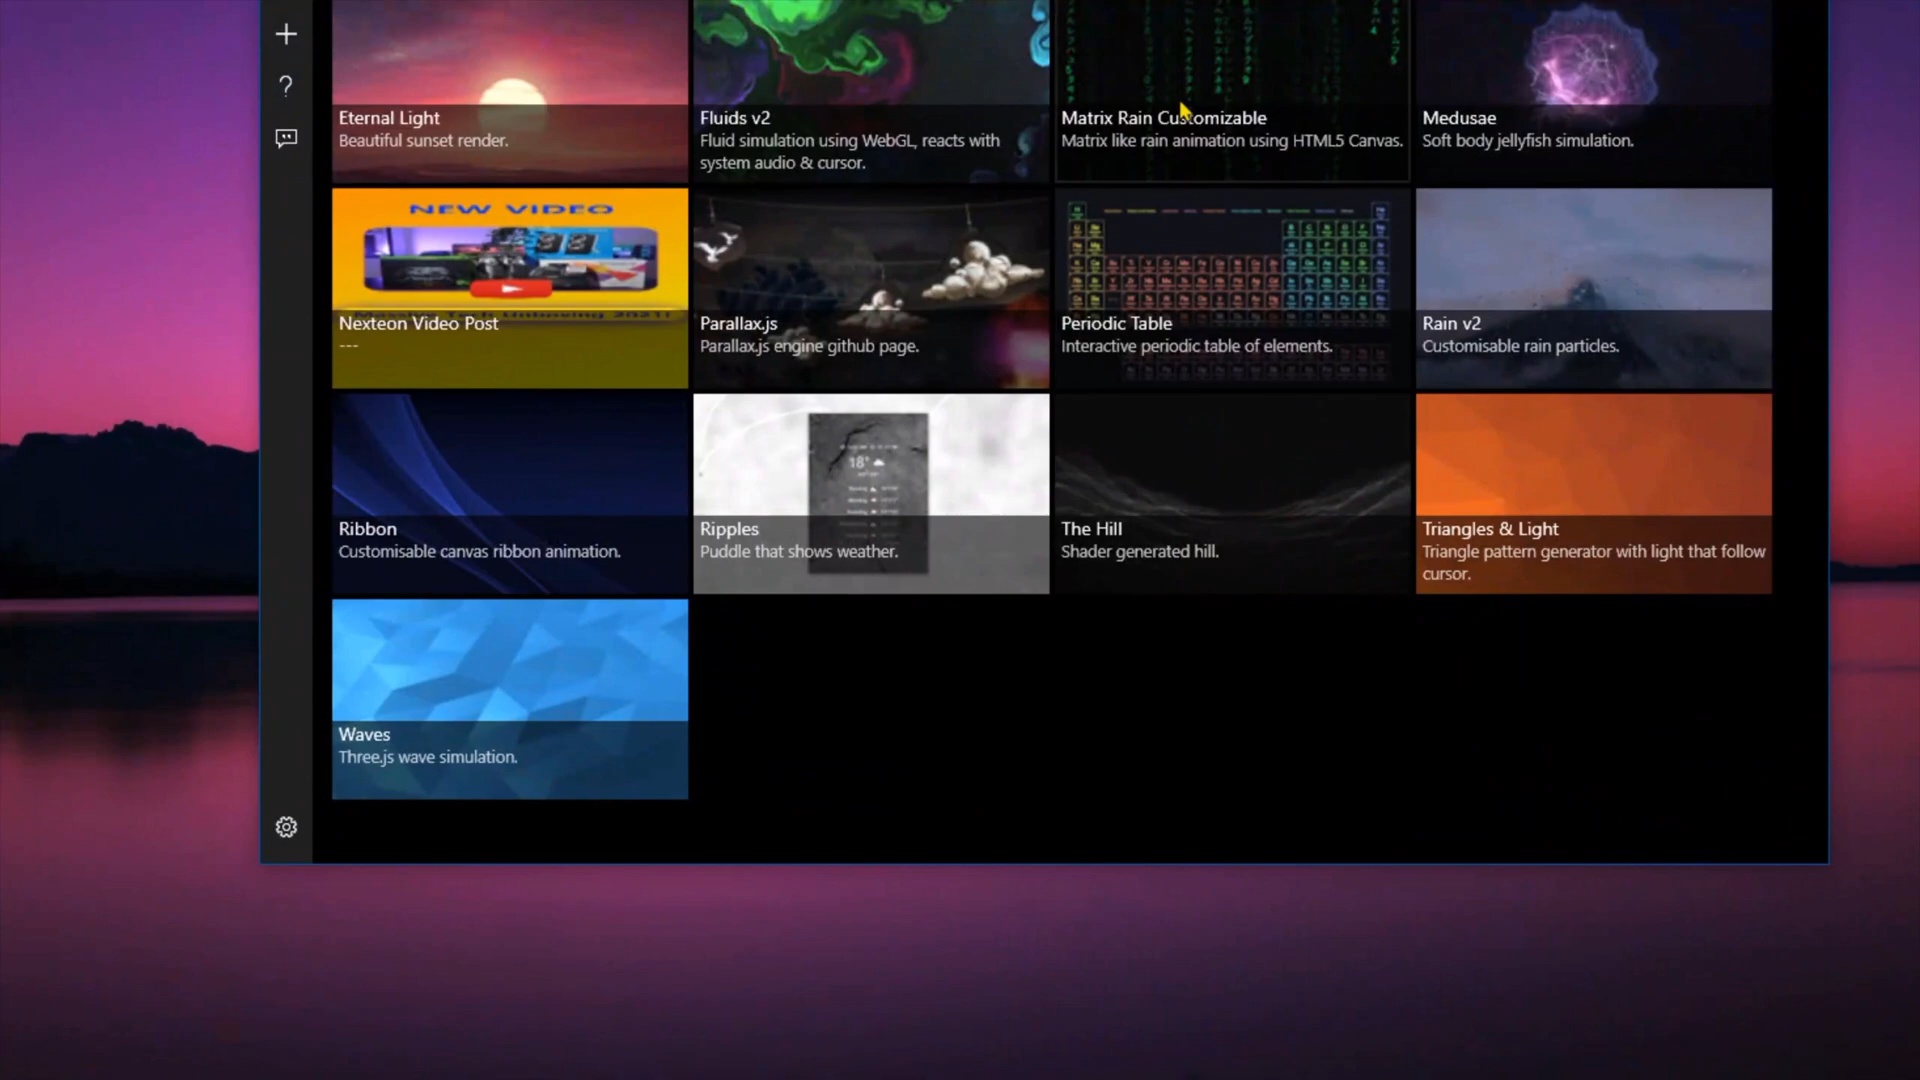 Eternal Light
Beautiful sunset render.
Fluids v2
Fluid simulation using WebGL, reacts with
system audio & cursor.
Matrix Rain Customizable
Matrix like rain animation using HTML5 Canvas.
Medusae
Soft body jellyfish simulation.
NEW VIDEO
Nexteon Video Post
---
Parallax.js
Parallax.js engine github page.
Periodic Table
Interactive periodic table of elements.
Rain v2
Customisable rain particles.
Ribbon
Customisable canvas ribbon animation.
18°
Ripples
Puddle that shows weather.
The Hill
Shader generated hill.
Triangles & Light
Triangle pattern generator with light that follow
cursor.
Waves
Three.js wave simulation.